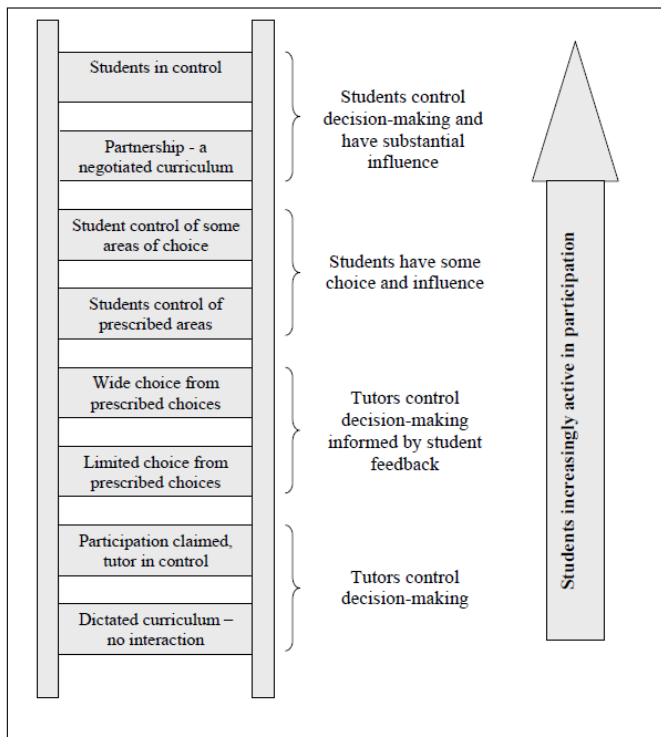 Students in control
Partnership - a
negotiated curriculum
Students control
decision-making and
have substantial
influence
Student control of some
areas of choice
Students control of
prescribed areas
Students have some
choice and influence
Wide choice from
prescribed choices
Limited choice from
prescribed choices
Tutors control
decision-making
informed by student
feedback
Participation claimed,
tutor in control
Dictated curriculum –
no interaction
Tutors control
decision-making
Students increasingly active in participation